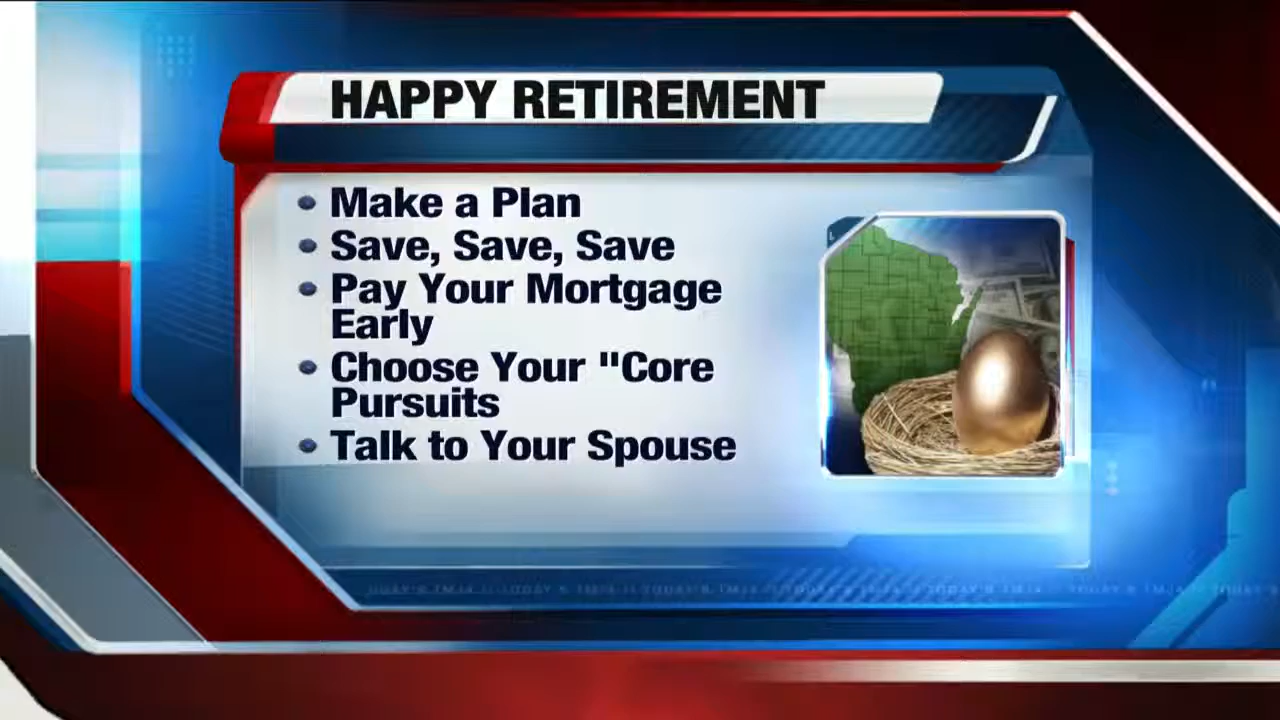 HAPPY RETIREMENT
• Make a Plan
• Save, Save, Save
• Pay Your Mortgage
Early
• Choose Your "Core
Pursuits
• Talk to Your Spouse